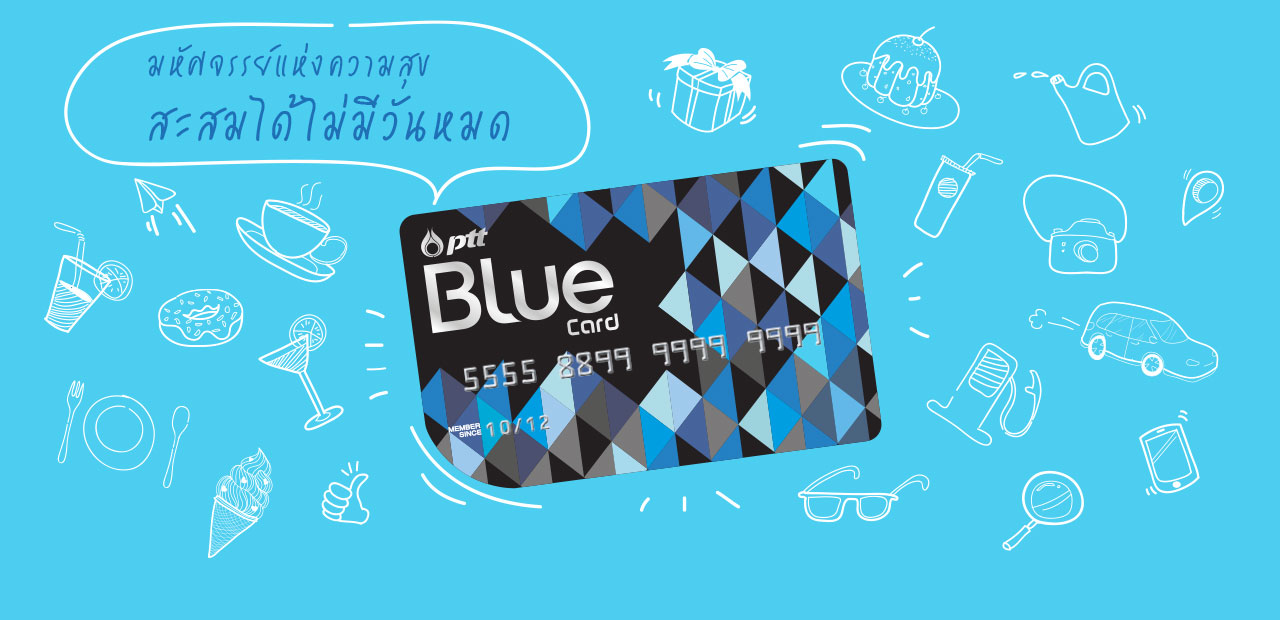 มหัศจรรย์แห่งความสุข
สะสมได้ไม่มีวันหมด
ptt
Blue
Card
5555 8899 9999 9999
MEMBER
SINCE 10/12